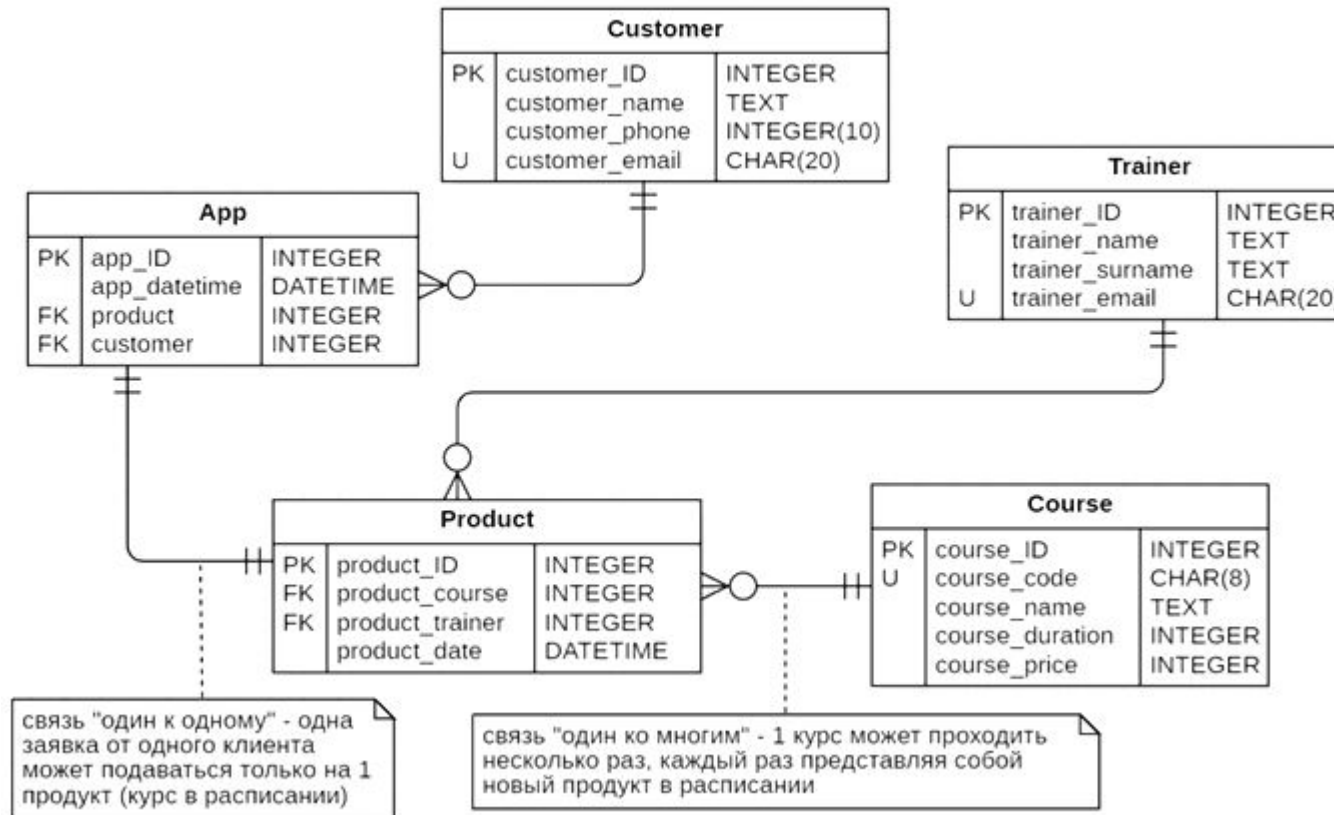 Customer
PK customer_ID INTEGER
customer_name TEXT
customer_phone INTEGER(10)
U customer_email CHAR(20)
Trainer
PK trainer_ID INTEGER
trainer_name TEXT
trainer_surname TEXT
U trainer_email CHAR(20
App
PK app_ID INTEGER
app_datetime DATETIME
FK product INTEGER
FK customer INTEGER
Product
PK product_ID INTEGER
FK product_course INTEGER
FK product_trainer INTEGER
product_date DATETIME
Course
PK course_ID INTEGER
U course_code CHAR(8)
course_name TEXT
course_duration INTEGER
course_price INTEGER
связь "один к одному" - одна
заявка от одного клиента
может подаваться только на 1
продукт (курс в расписании)
связь "один ко многим" - 1 курс может проходить
несколько раз, каждый раз представляя собой
новый продукт в расписании